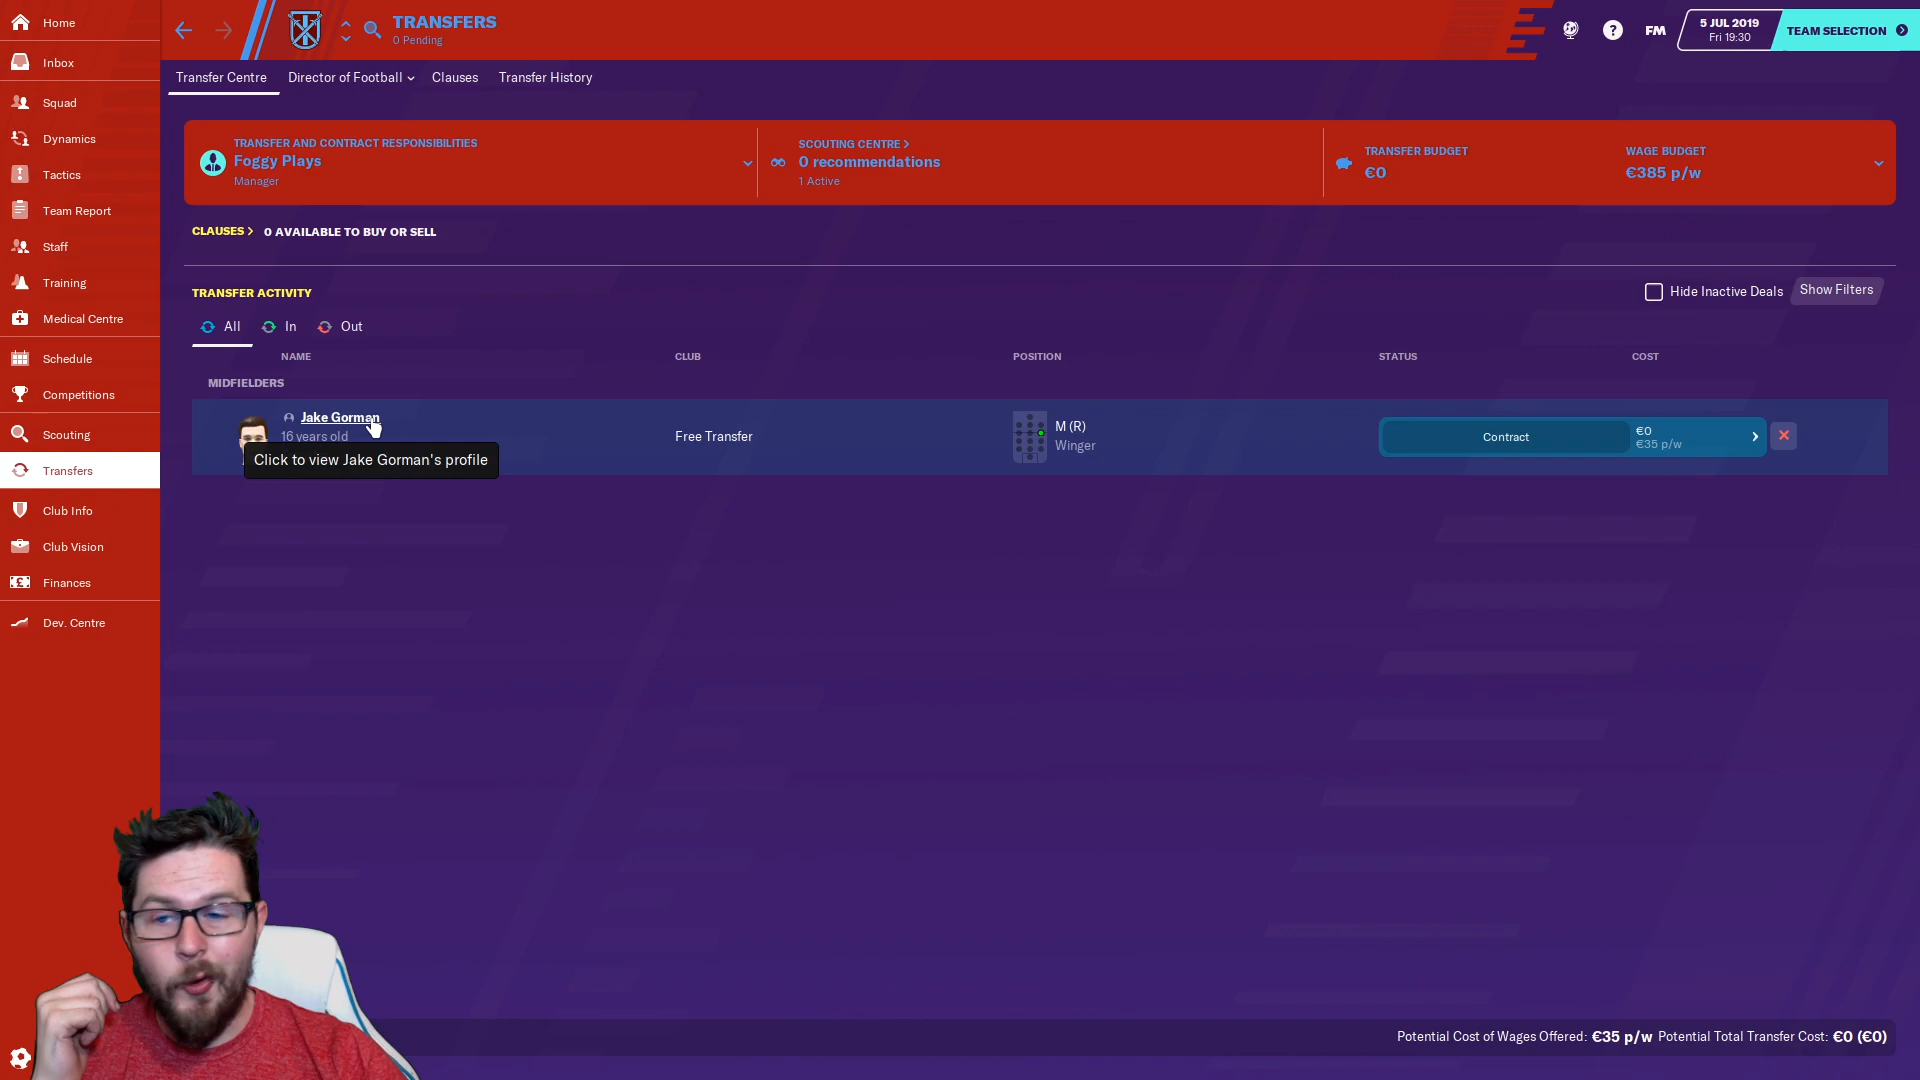 Home
Inbox
Squad
Dynamics
Tactics
Team Report
Staff
Training
Medical Centre
Schedule
Competitions
Scouting
Transfers
Club Info
Club Vision
Finances
Dev. Centre
TRANSFERS
0 Pending
FM
5 JUL 2019
Fri 19:30
TEAM SELECTION
Transfer Centre
Director of Football
Clauses
Transfer History
TRANSFER AND CONTRACT RESPONSIBILITIES
Foggy Plays
Manager
SCOUTING CENTRE >
0 recommendations
1 Active
TRANSFER BUDGET
€0
WAGE BUDGET
€385 p/w
CLAUSES > 0 AVAILABLE TO BUY OR SELL
TRANSFER ACTIVITY
Hide Inactive Deals
Show Filters
All
In
Out
NAME
CLUB
POSITION
STATUS
COST
MIDFIELDERS
Jake Gorman
16 years old
Click to view Jake Gorman's profile
Free Transfer
M (R)
Winger
Contract
€0
€35 p/w
Potential Cost of Wages Offered: €35 p/w Potential Total Transfer Cost: €0 (€0)